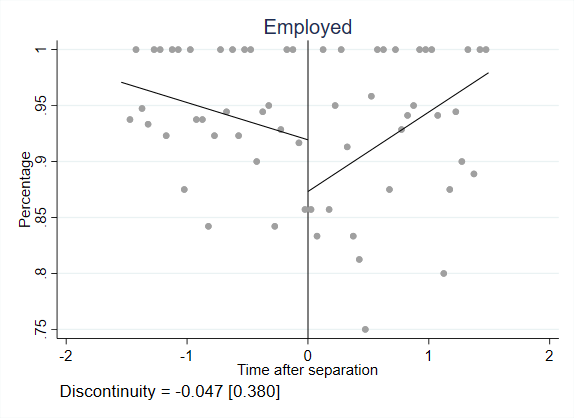 Employed
Percentage
1
.95
.9
.85
.8
.75
-2 -1 0 1 2
Time after separation
Discontinuity = -0.047 [0.380]